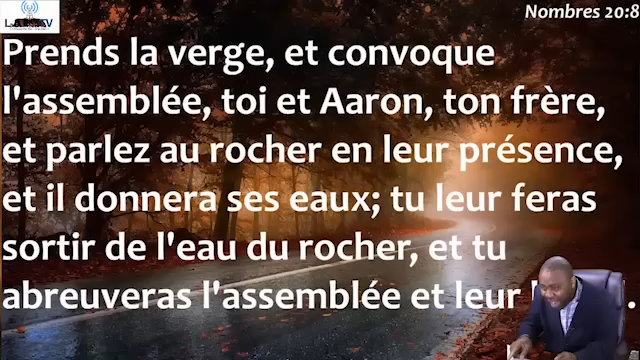 Nombres 20:8
Prends la verge, et convoque
l'assemblée, toi et Aaron, ton frère,
et parlez au rocher en leur présence,
et il donnera ses eaux; tu leur feras
sortir de l'eau du rocher, et tu
abreuveras l'assemblée et leur